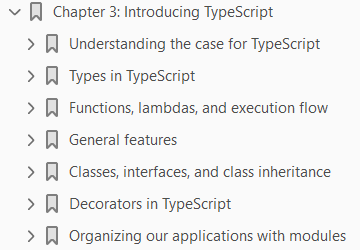 Chapter 3: Introducing TypeScript
Understanding the case for TypeScript
Types in TypeScript
Functions, lambdas, and execution flow
General features
Classes, interfaces, and class inheritance
Decorators in TypeScript
Organizing our applications with modules